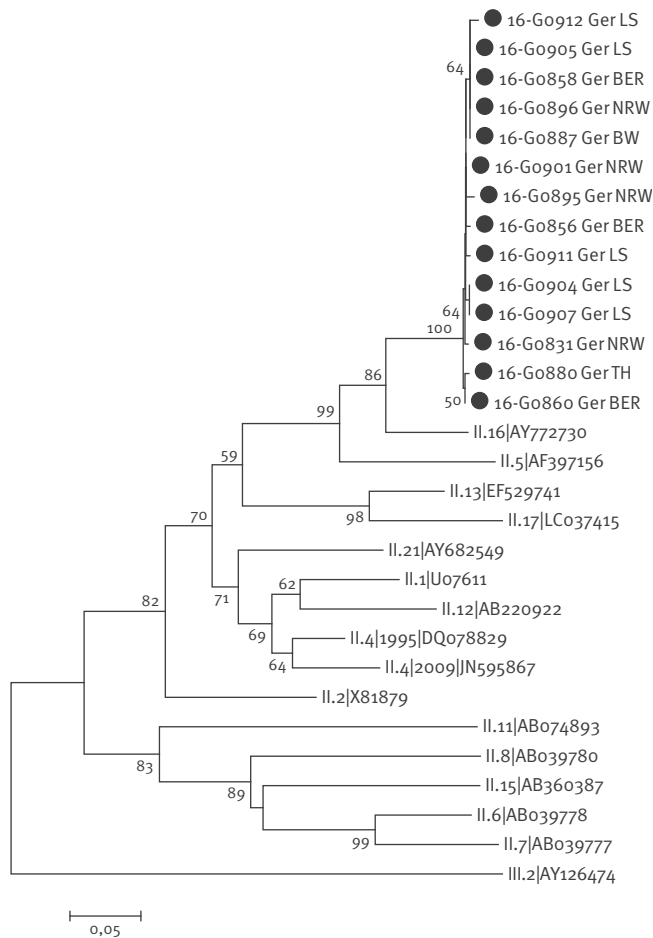 16-G0912 Ger LS
16-G0905 Ger LS
64
16-G0858 Ger BER
16-G0896 Ger NRW
16-G0887 Ger BW
16-G0901 Ger NRW
16-G0895 Ger NRW
16-G0856 Ger BER
16-G0911 Ger LS
16-G0904 Ger LS
64
16-G0907 Ger LS
100
16-G0831 Ger NRW
86
16-G0880 Ger TH
50
16-G0860 Ger BER
99
II.16|AY772730
59
II.5|AF397156
II.13|EF529741
70
98
II.17|LC037415
II.21|AY682549
62
II.1|U07611
71
II.12|AB220922
82
69
II.4|1995|DQ078829
64
II.4|2009|JN595867
II.2|X81879
II.11|AB074893
83
II.8|AB039780
89
II.15|AB360387
II.6|AB039778
99
II.7|AB039777
III.2|AY126474
0,05